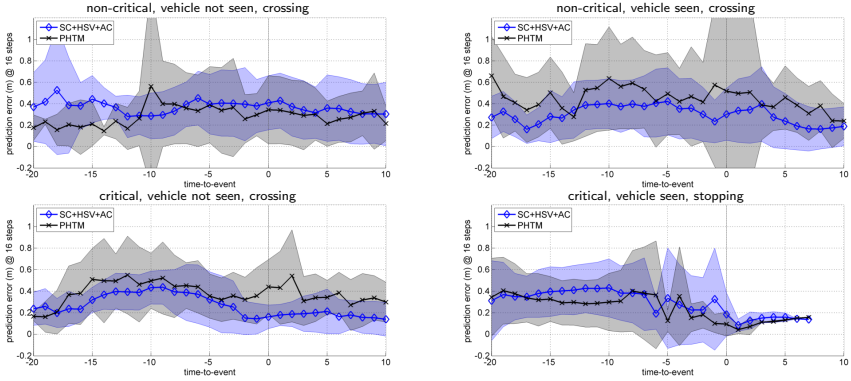 non-critical, vehicle not seen, crossing
prediction error (m) @ 16 steps
1
0.8
0.6
0.4
0.2
0
-0.2
SC+HSV+AC
PHTM
-20 -15 -10 -5 0 5 10
time-to-event
non-critical, vehicle seen, crossing
prediction error (m) @ 16 steps
1
0.8
0.6
0.4
0.2
0
-0.2
SC+HSV+AC
PHTM
-20 -15 -10 -5 0 5 10
time-to-event
critical, vehicle not seen, crossing
prediction error (m) @ 16 steps
1
0.8
0.6
0.4
0.2
0
-0.2
SC+HSV+AC
PHTM
-20 -15 -10 -5 0 5 10
time-to-event
critical, vehicle seen, stopping
prediction error (m) @ 16 steps
1
0.8
0.6
0.4
0.2
0
-0.2
SC+HSV+AC
PHTM
-20 -15 -10 -5 0 5 10
time-to-event